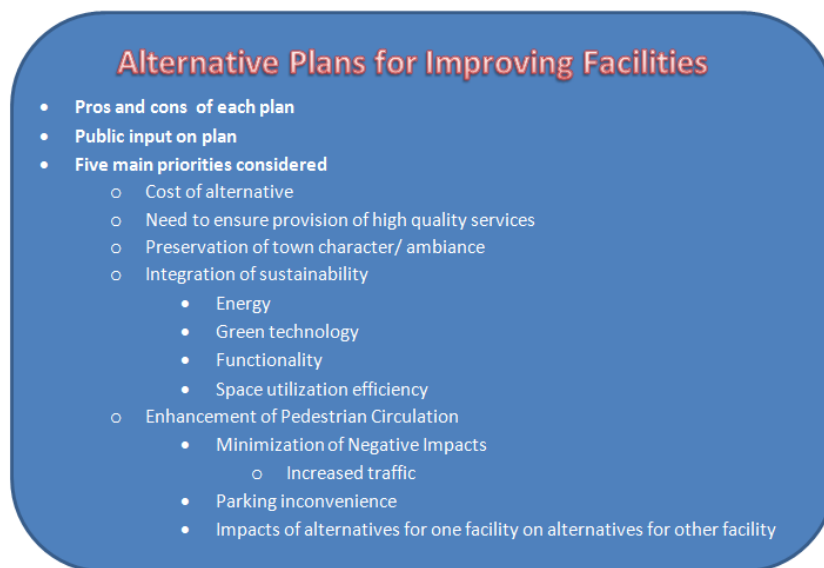 Alternative Plans for Improving Facilities
• Pros and cons of each plan
• Public input on plan
• Five main priorities considered
o Cost of alternative
o Need to ensure provision of high quality services
o Preservation of town character/ ambiance
o Integration of sustainability
• Energy
• Green technology
• Functionality
• Space utilization efficiency
o Enhancement of Pedestrian Circulation
• Minimization of Negative Impacts
o Increased traffic
• Parking inconvenience
• Impacts of alternatives for one facility on alternatives for other facility